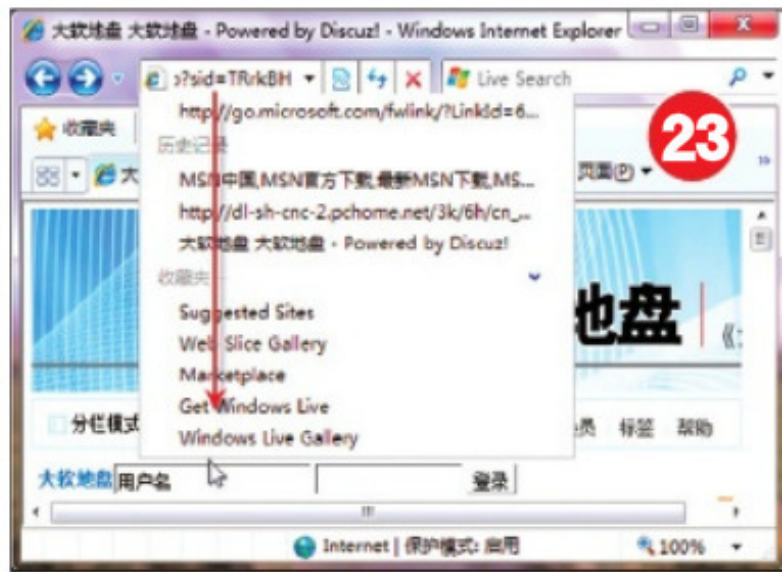 大软地盘 大软地盘 - Powered by Discuz! - Windows Internet Explorer
ɔ?sid=TRrkBH
Live Search
http://go.microsoft.com/fwlink/?LinkId=6...
收藏夹
历史记录
23
MSN中国,MSN官方下载,最新MSN下载,MS...
页面(P)
http://dl-sh-cnc-2.pchome.net/3k/6h/cn_...
大软地盘 大软地盘 - Powered by Discuz!
收藏夹
Suggested Sites
地盘
Web Slice Gallery
Marketplace
Get Windows Live
分栏模式
员 标签 帮助
Windows Live Gallery
大软地盘 用户名 登录
Internet | 保护模式: 启用
100%